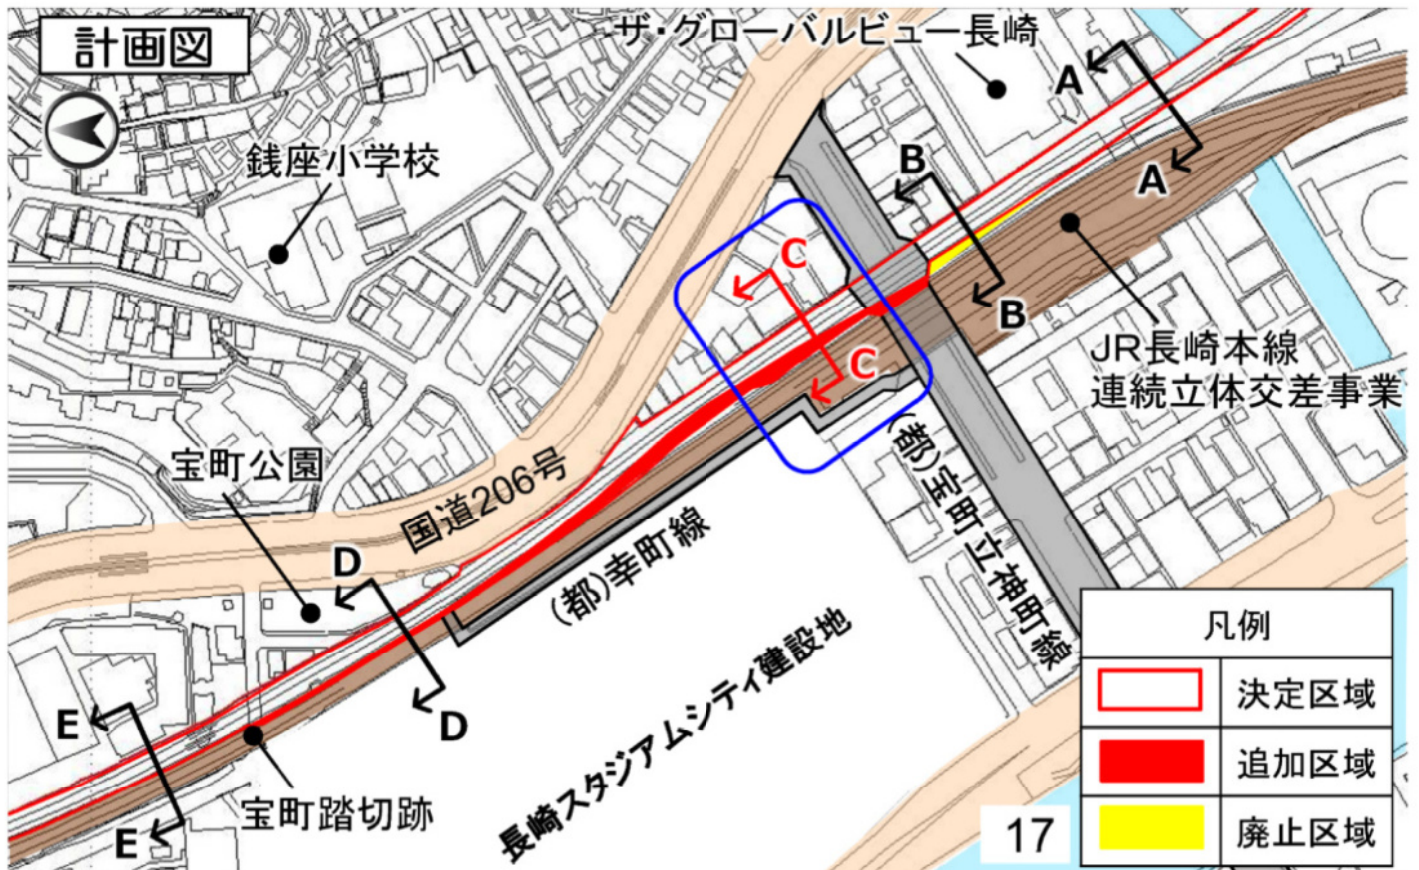 計画図
ザ・グローバルビュー長崎
A
A
銭座小学校
B
B
C
C
JR長崎本線
連続立体交差事業
宝町公園
国道206号
(都)幸町線
(都)宝町立神町線
D
D
長崎スタジアムシティ建設地
E
E
宝町踏切跡
17
凡例
決定区域
追加区域
廃止区域